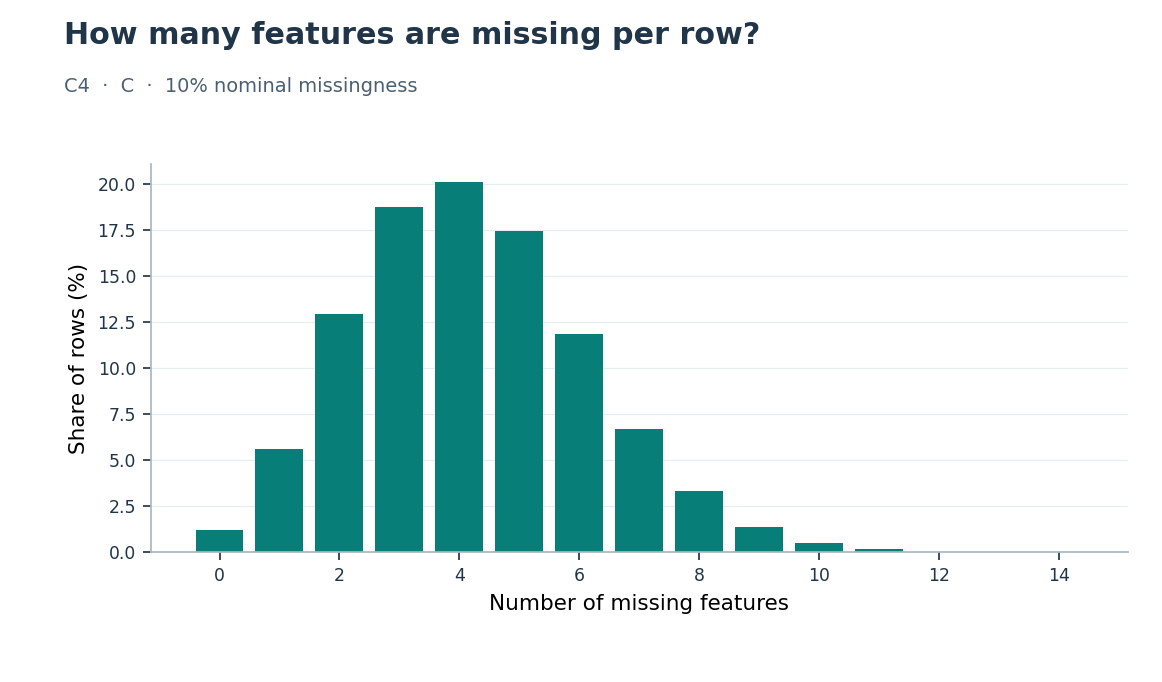 How many features are missing per row?
C4 · C · 10% nominal missingness
20.0
17.5
15.0
12.5
10.0
7.5
5.0
2.5
0.0
Share of rows (%)
0 2 4 6 8 10 12 14
Number of missing features